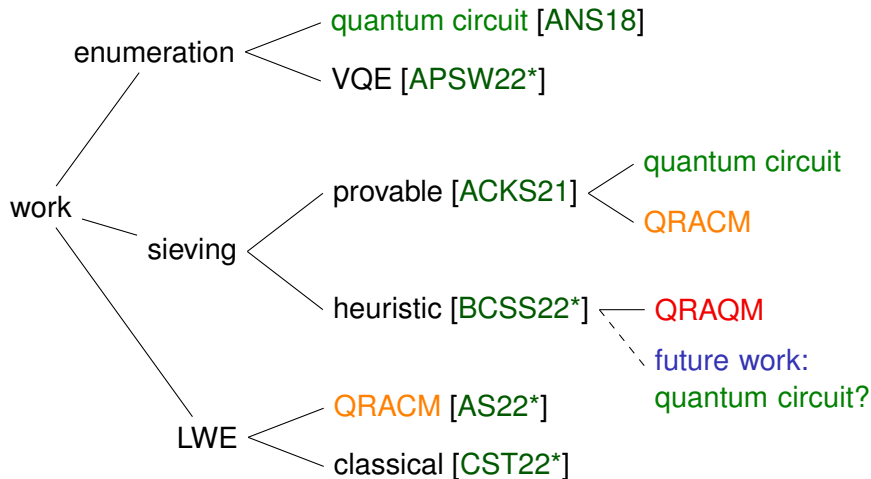 quantum circuit [ANS18]
enumeration
VQE [APSW22*]
quantum circuit
provable [ACKS21]
work
QRACM
sieving
heuristic [BCSS22*]
QRAQM
future work:
quantum circuit?
QRACM [AS22*]
LWE
classical [CST22*]